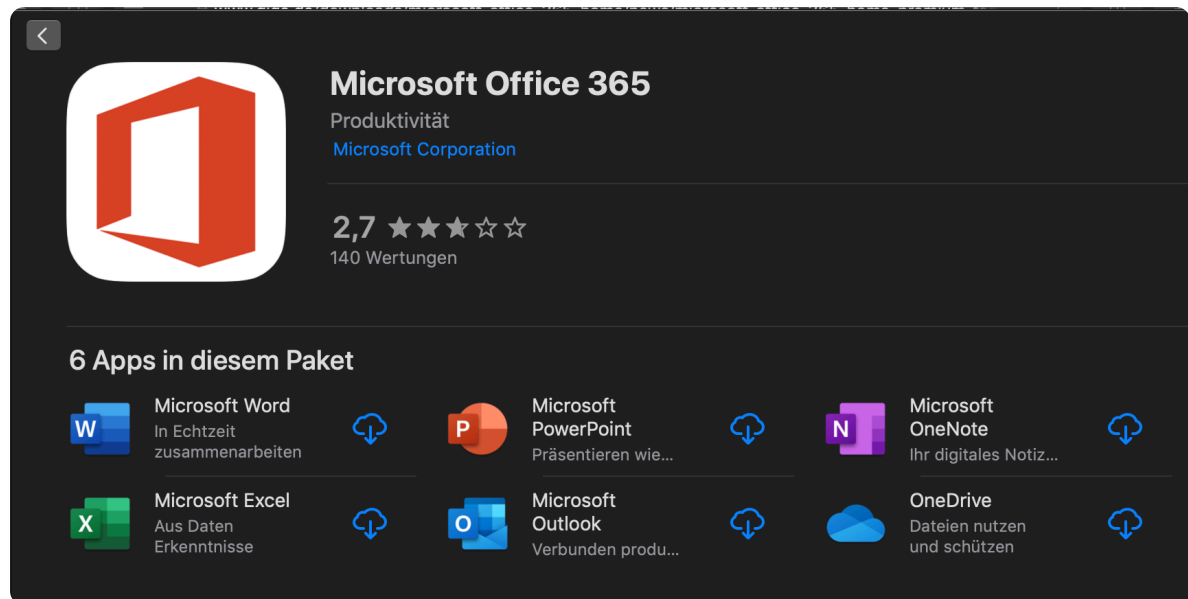 Microsoft Office 365
Produktivität
Microsoft Corporation
2,7
140 Wertungen
6 Apps in diesem Paket
W
Microsoft Word
In Echtzeit
zusammenarbeiten
P
Microsoft
PowerPoint
Präsentieren wie...
N
Microsoft
OneNote
Ihr digitales Notiz...
X
Microsoft Excel
Aus Daten
Erkenntnisse
O
Microsoft
Outlook
Verbunden produ...
OneDrive
Dateien nutzen
und schützen